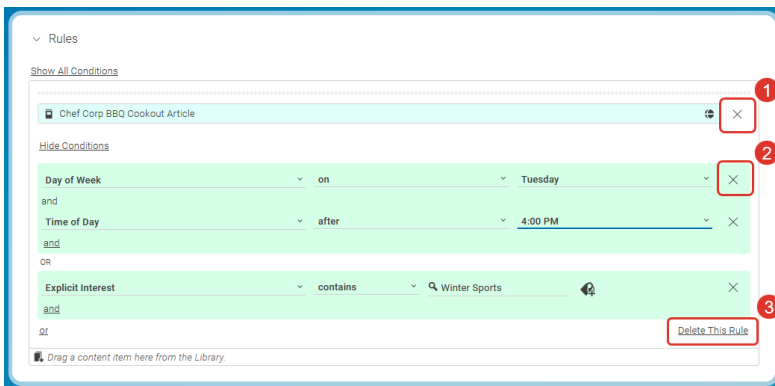 Rules
Show All Conditions
1
Chef Corp BBQ Cookout Article
Hide Conditions
2
Day of Week on Tuesday
and
Time of Day after 4:00 PM
and
OR
Explicit Interest contains Winter Sports
and
3
or Delete This Rule
Drag a content item here from the Library.